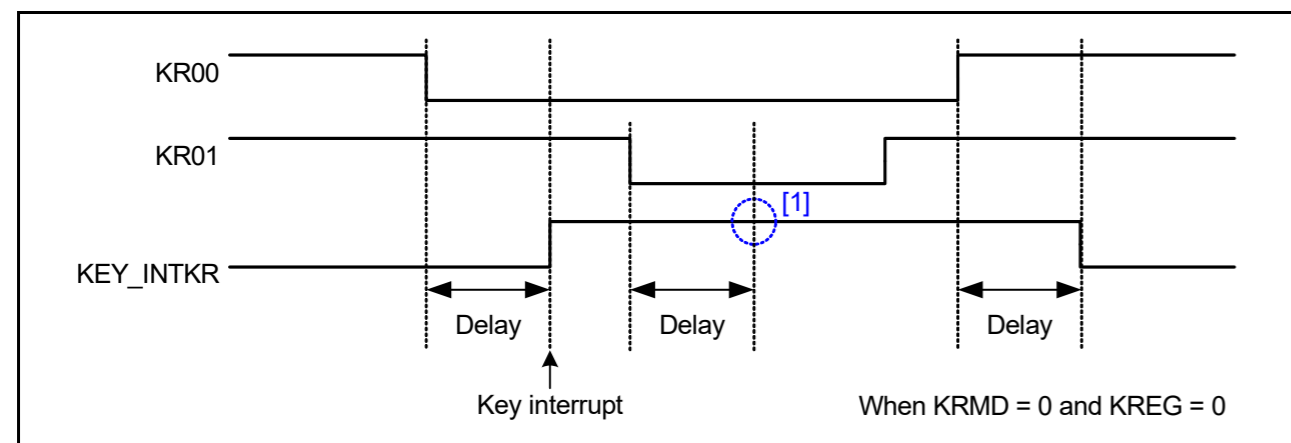 KR00
KR01
[1]
KEY_INTKR
Delay Delay Delay
Key interrupt When KRMD = 0 and KREG = 0